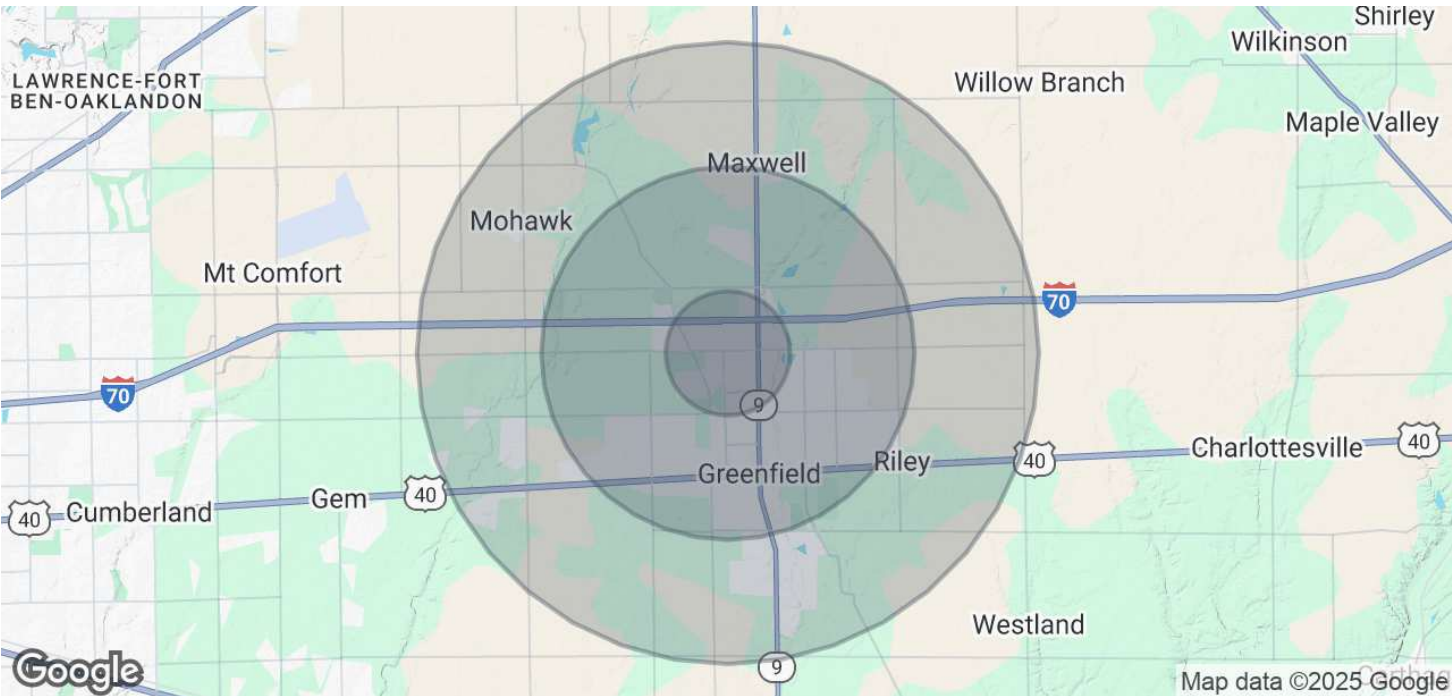 Shirley
Wilkinson
LAWRENCE-FORT
BEN-OAKLANDON
Willow Branch
Maple Valley
Maxwell
Mohawk
Mt Comfort
70
70
9
Charlottesville
40
Riley
40
Greenfield
Gem
40
Cumberland
40
Westland
9
Google
Map data ©2025 Google